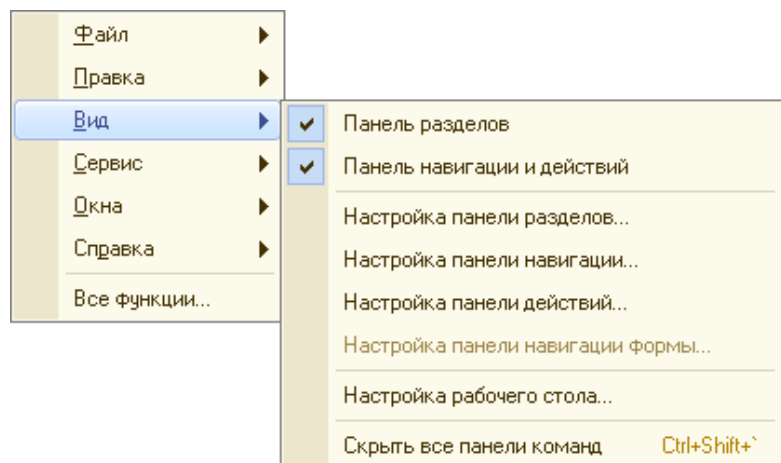 Файл
Правка
Вид
Сервис
Окна
Справка
Все функции...
Панель разделов
Панель навигации и действий
Настройка панели разделов...
Настройка панели навигации...
Настройка панели действий...
Настройка панели навигации формы...
Настройка рабочего стола...
Скрыть все панели команд Ctrl+Shift+`